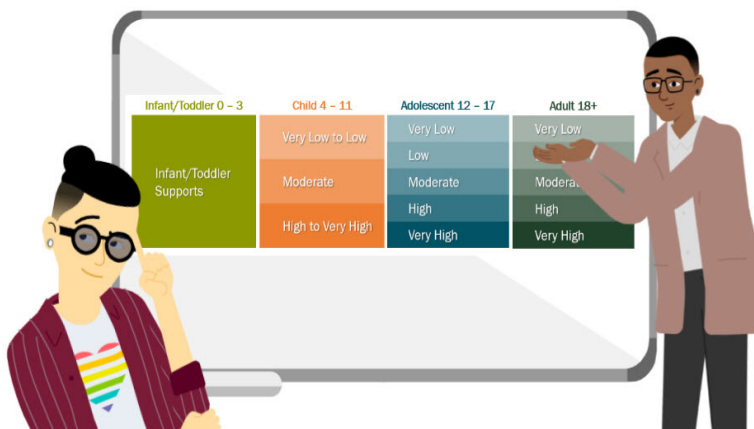 Infant/Toddler 0 – 3
Infant/Toddler
Supports
Child 4 – 11
Very Low to Low
Moderate
High to Very High
Adolescent 12 – 17
Very Low
Low
Moderate
High
Very High
Adult 18+
Very Low
Moderate
High
Very High